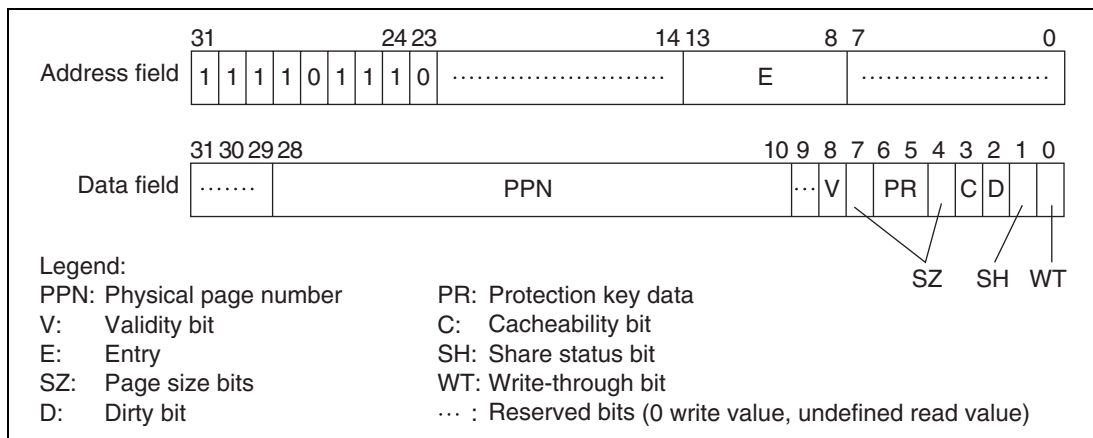 31 24 23 14 13 8 7 0
Address field 1 1 1 1 0 1 1 1 0 ........................ E .....................
31 30 29 28 10 9 8 7 6 5 4 3 2 1 0
Data field ....... PPN ... V PR C D
SZ SH WT
Legend:
PPN: Physical page number PR: Protection key data
V: Validity bit C: Cacheability bit
E: Entry SH: Share status bit
SZ: Page size bits WT: Write-through bit
D: Dirty bit ··· : Reserved bits (0 write value, undefined read value)